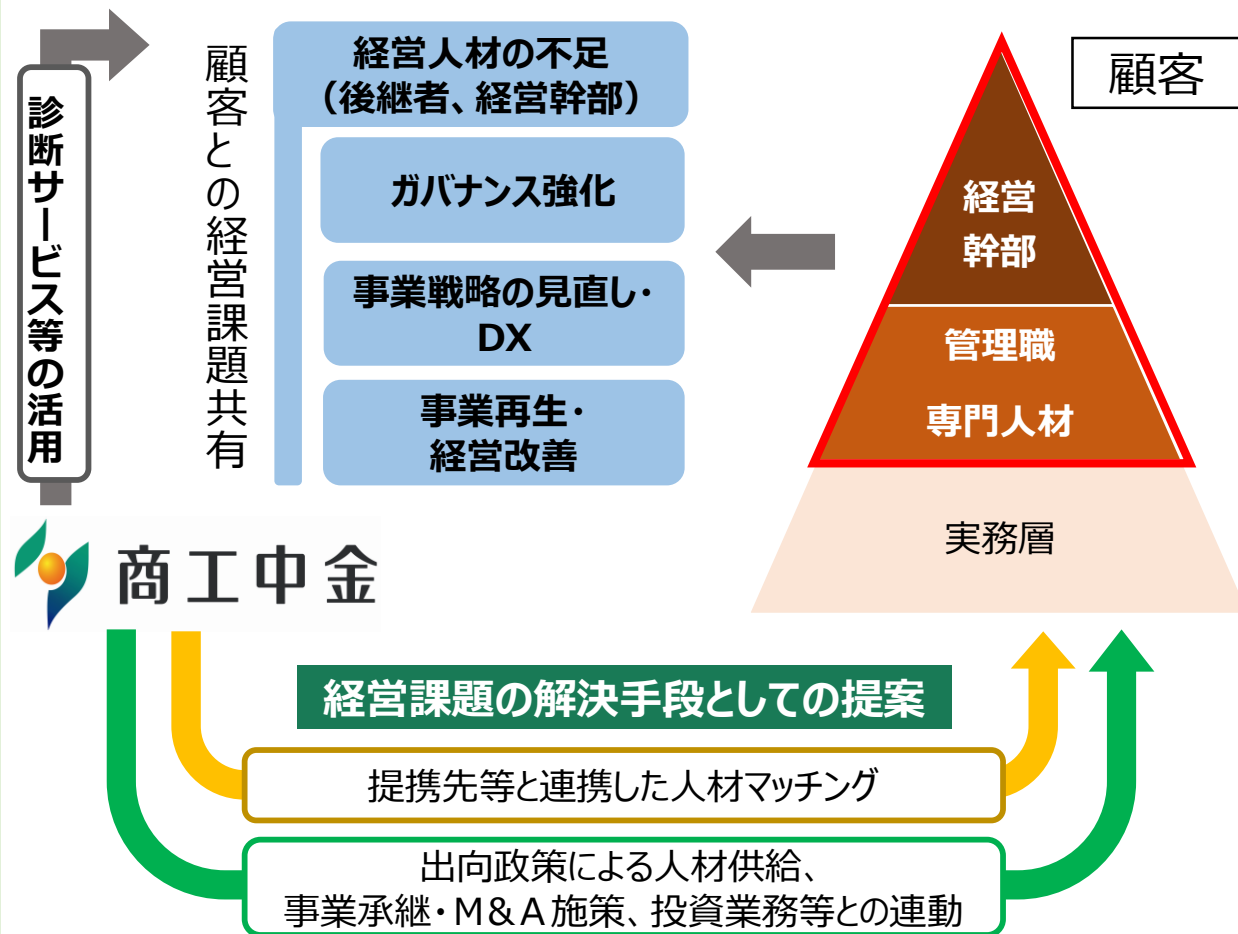 診断サービス等の活用
顧客との経営課題共有
経営人材の不足
（後継者、経営幹部）
ガバナンス強化
事業戦略の見直し・
DX
事業再生・
経営改善
顧客
経営
幹部
管理職
専門人材
実務層
商工中金
経営課題の解決手段としての提案
提携先等と連携した人材マッチング
出向政策による人材供給、
事業承継・M＆A施策、投資業務等との連動